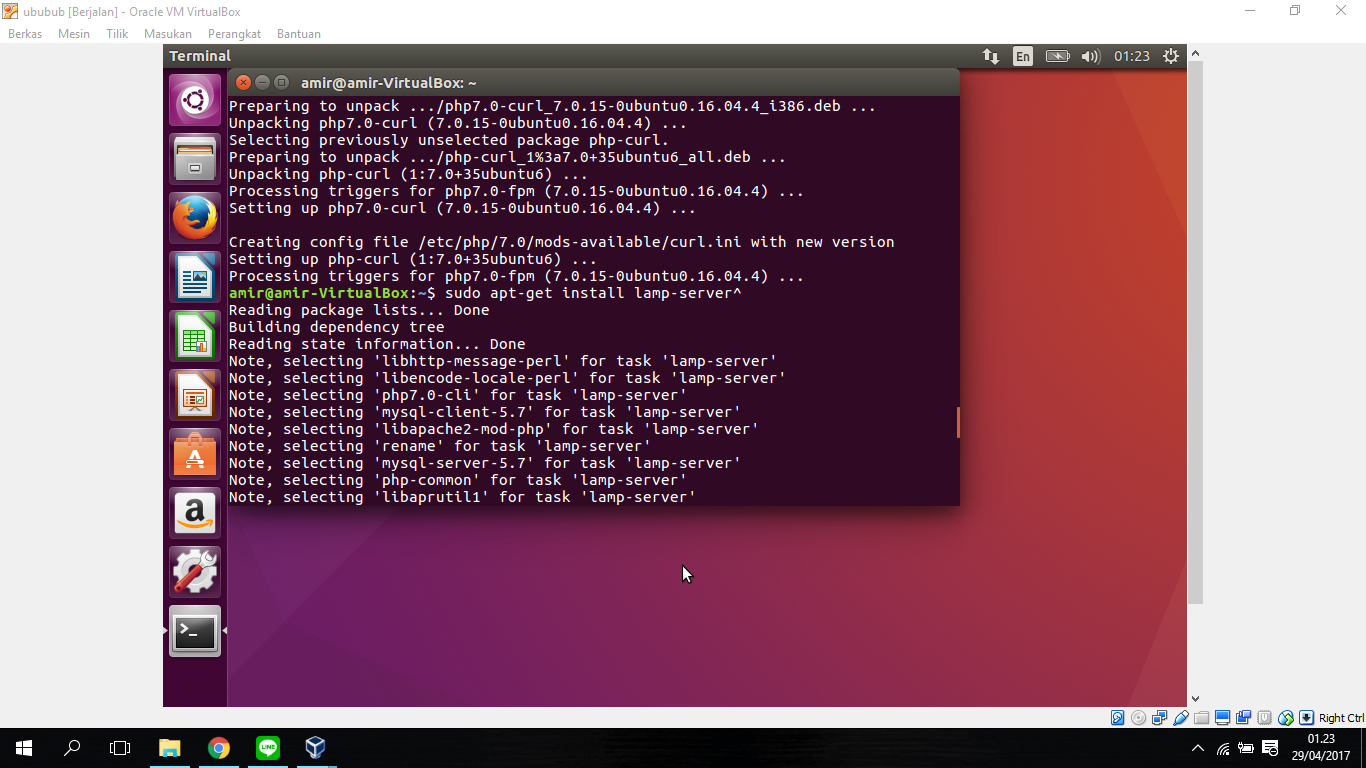 ububub [Berjalan] - Oracle VM VirtualBox
Berkas Mesin Tilik Masukan Perangkat Bantuan
Terminal En 01:23
amir@amir-VirtualBox: ~
Preparing to unpack .../php7.0-curl_7.0.15-0ubuntu0.16.04.4_i386.deb ...
Unpacking php7.0-curl (7.0.15-0ubuntu0.16.04.4) ...
Selecting previously unselected package php-curl.
Preparing to unpack .../php-curl_1%3a7.0+35ubuntu6_all.deb ...
Unpacking php-curl (1:7.0+35ubuntu6) ...
Processing triggers for php7.0-fpm (7.0.15-0ubuntu0.16.04.4) ...
Setting up php7.0-curl (7.0.15-0ubuntu0.16.04.4) ...
Creating config file /etc/php/7.0/mods-available/curl.ini with new version
Setting up php-curl (1:7.0+35ubuntu6) ...
Processing triggers for php7.0-fpm (7.0.15-0ubuntu0.16.04.4) ...
amir@amir-VirtualBox:~$ sudo apt-get install lamp-server^
Reading package lists... Done
Building dependency tree
Reading state information... Done
Note, selecting 'libhttp-message-perl' for task 'lamp-server'
Note, selecting 'libencode-locale-perl' for task 'lamp-server'
Note, selecting 'php7.0-cli' for task 'lamp-server'
Note, selecting 'mysql-client-5.7' for task 'lamp-server'
Note, selecting 'libapache2-mod-php' for task 'lamp-server'
Note, selecting 'rename' for task 'lamp-server'
Note, selecting 'mysql-server-5.7' for task 'lamp-server'
Note, selecting 'php-common' for task 'lamp-server'
Note, selecting 'libaprutil1' for task 'lamp-server'
Right Ctrl
LINE
01.23
29/04/2017